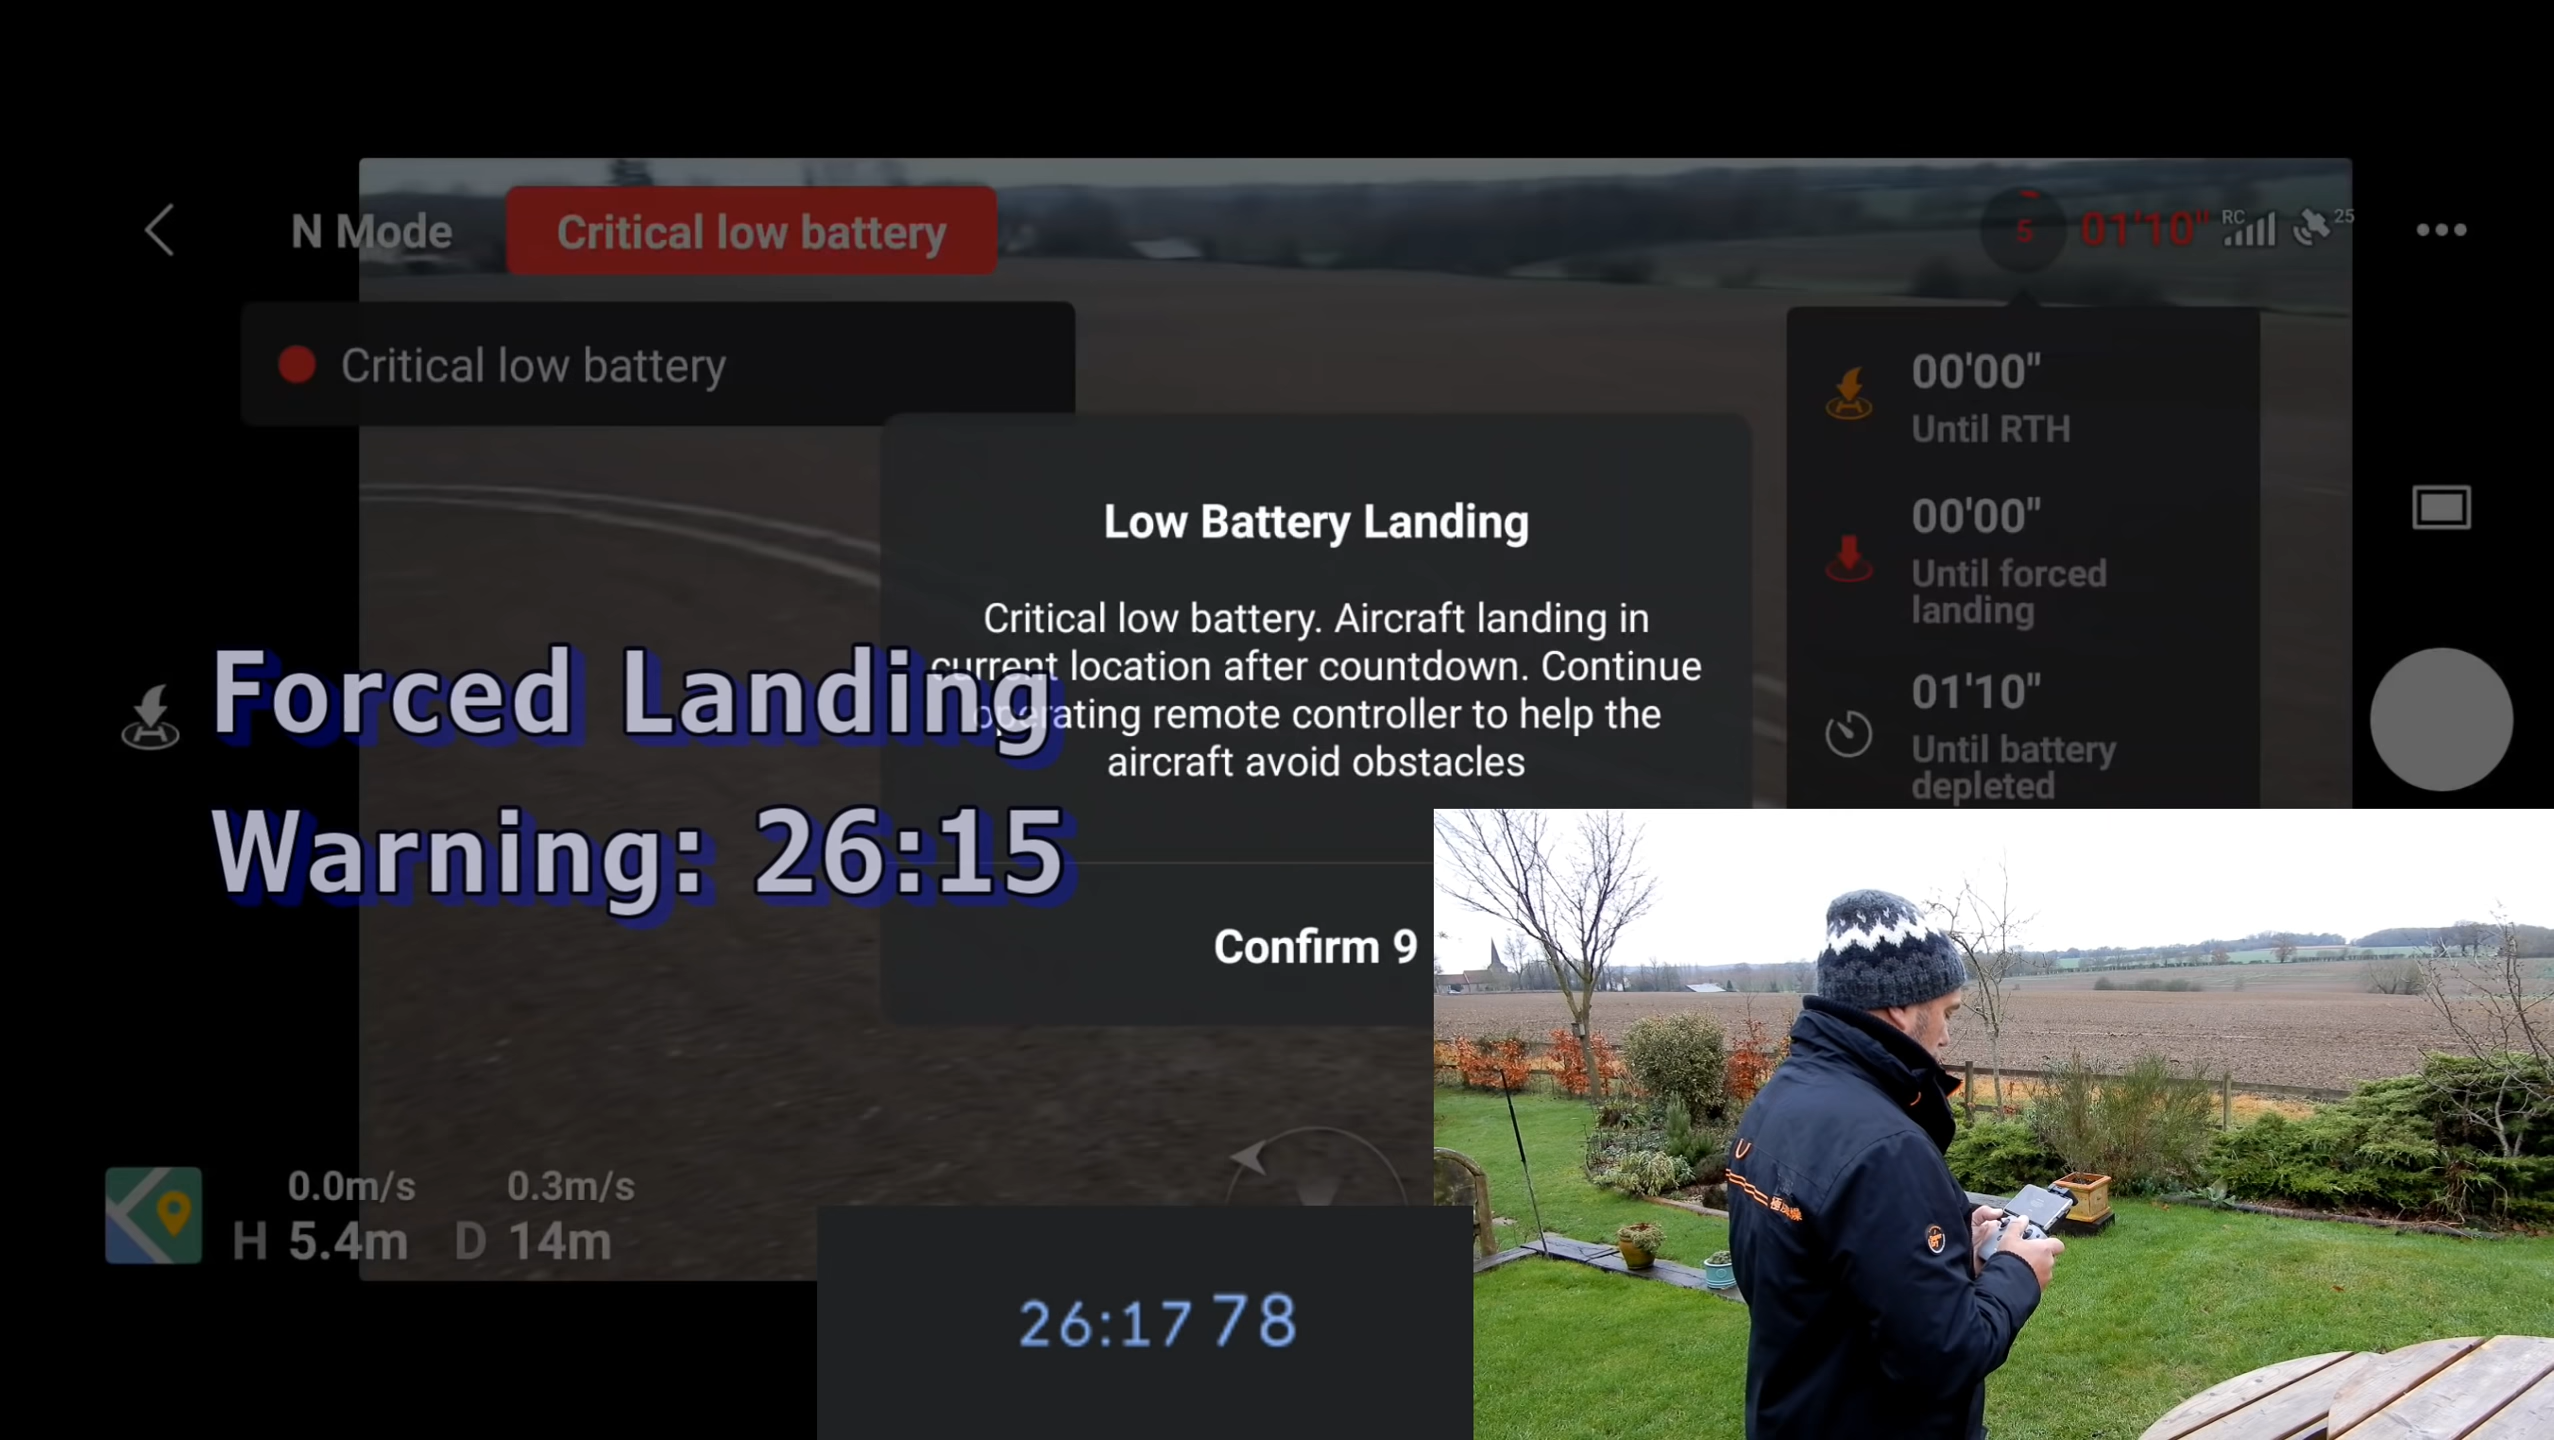 N Mode
Critical low battery
5
01'10"
RC
25
Critical low battery
00'00"
Until RTH
00'00"
Until forced
landing
01'10"
Until battery
depleted
Low Battery Landing
Critical low battery. Aircraft landing in
current location after countdown. Continue
operating remote controller to help the
aircraft avoid obstacles
Confirm 9
Forced Landing
Warning: 26:15
0.0m/s
0.3m/s
H 5.4m
D 14m
26:17 78